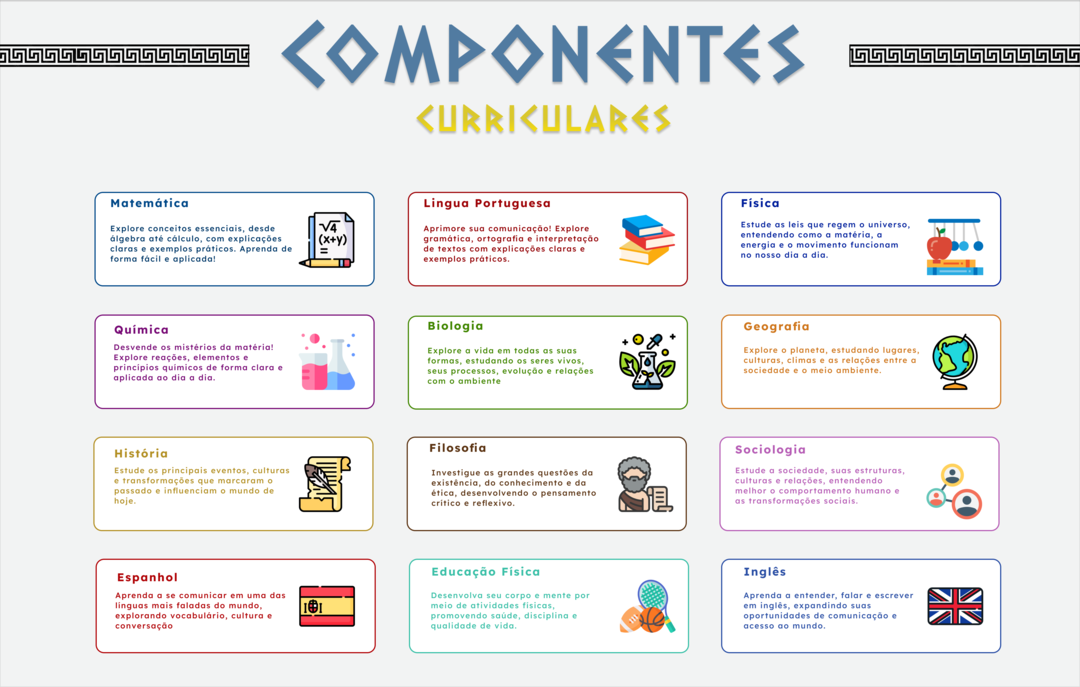 COMPONENTES
CURRICULARES
Matemática
Explore conceitos essenciais, desde
álgebra até cálculo, com explicações
claras e exemplos práticos. Aprenda de
forma fácil e aplicada!
√4
(x+y)
=
Lingua Portuguesa
Aprimore sua comunicação! Explore
gramática, ortografia e interpretação
de textos com explicações claras e
exemplos práticos.
Física
Estude as leis que regem o universo,
entendendo como a matéria, a
energia e o movimento funcionam
no nosso dia a dia.
Química
Desvende os mistérios da matéria!
Explore reações, elementos e
princípios químicos de forma clara e
aplicada ao dia a dia.
Biologia
Explore a vida em todas as suas
formas, estudando os seres vivos,
seus processos, evolução e relações
com o ambiente
Geografia
Explore o planeta, estudando lugares,
culturas, climas e as relações entre a
sociedade e o meio ambiente.
História
Estude os principais eventos, culturas
e transformações que marcaram o
passado e influenciam o mundo de
hoje.
Filosofia
Investigue as grandes questões da
existência, do conhecimento e da
ética, desenvolvendo o pensamento
crítico e reflexivo.
Sociologia
Estude a sociedade, suas estruturas,
culturas e relações, entendendo
melhor o comportamento humano e
as transformações sociais.
Espanhol
Aprenda a se comunicar em uma das
línguas mais faladas do mundo,
explorando vocabulário, cultura e
conversação
Educação Física
Desenvolva seu corpo e mente por
meio de atividades físicas,
promovendo saúde, disciplina e
qualidade de vida.
Inglês
Aprenda a entender, falar e escrever
em inglês, expandindo suas
oportunidades de comunicação e
acesso ao mundo.